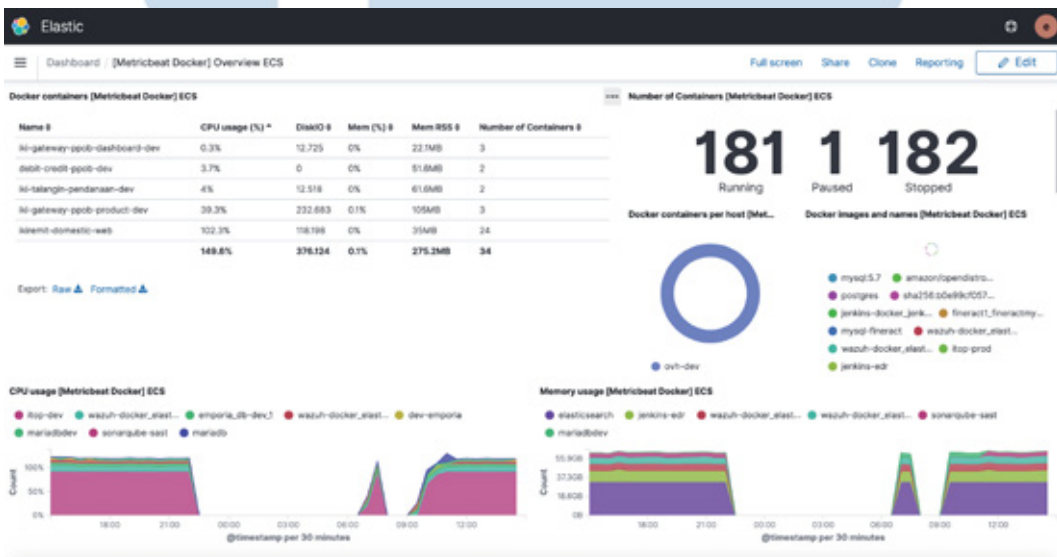 Elastic
Dashboard / [Metricbeat Docker] Overview ECS
Full screen Share Clone Reporting Edit
Docker containers [Metricbeat Docker] ECS
Name CPU usage (%) DiskIO Mem (%) Mem RSS Number of Containers
lki-gateway-ppob-dashboard-dev 0.3% 12.725 0% 22.1MB 3
debit-credit-ppob-dev 3.7% 0 0% 51.6MB 2
lki-talangin-pendanaan-dev 4% 12.518 0% 61.6MB 2
lki-gateway-ppob-product-dev 39.3% 232.683 0.1% 105MB 3
kiremit-domestic-web 102.3% 118.198 0% 35MB 24
149.6% 376.124 0.1% 275.2MB 34
Export: Raw Formatted
Number of Containers [Metricbeat Docker] ECS
181 1 182
Running Paused Stopped
Docker containers per host [Met...
ovh-dev
Docker images and names [Metricbeat Docker] ECS
mysql:5.7 amazon/opendistro...
postgres sha256:b0e99cf057...
jenkins-docker_jenk... fineract1_fineractmy...
mysql-fineract wazuh-docker_elast...
wazuh-docker_elast... itop-prod
jenkins-edr
CPU usage [Metricbeat Docker] ECS
itop-dev wazuh-docker_elast... emporia_db-dev_1 wazuh-docker_elast... dev-emporia
mariadbdev sonarqube-sast mariadb
Count
100%
50%
0%
18:00 21:00 00:00 03:00 06:00 09:00 12:00
@timestamp per 30 minutes
Memory usage [Metricbeat Docker] ECS
elasticsearch jenkins-edr wazuh-docker_elast... wazuh-docker_elast... sonarqube-sast
mariadbdev
Count
55.9GB
37.3GB
18.6GB
0B
18:00 21:00 00:00 03:00 06:00 09:00 12:00
@timestamp per 30 minutes